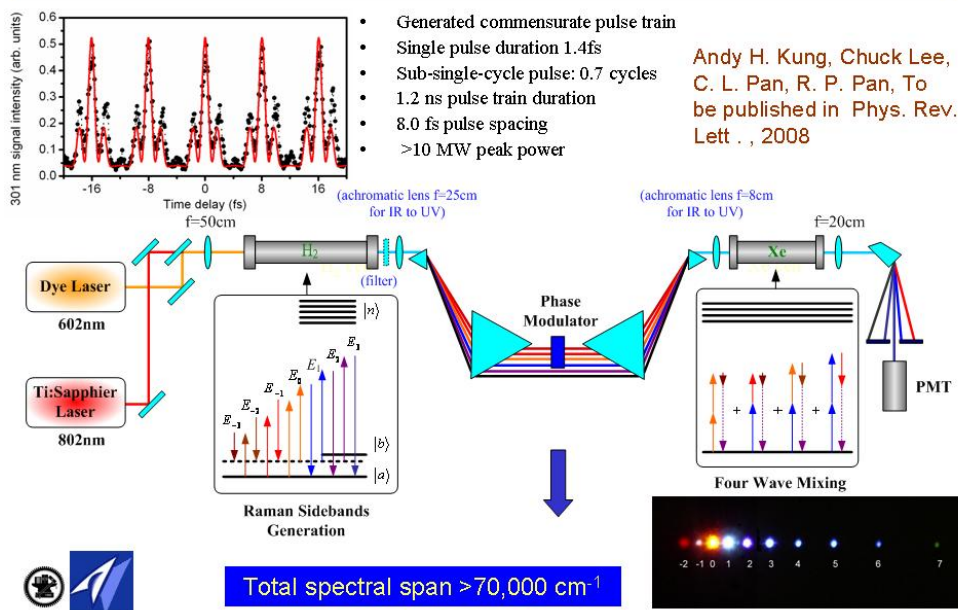 301 nm signal intensity (arb. units)
0.6
0.5
0.4
0.3
0.2
0.1
0.0
-16
-8
0
8
16
Time delay (fs)
• Generated commensurate pulse train
• Single pulse duration 1.4fs
• Sub-single-cycle pulse: 0.7 cycles
• 1.2 ns pulse train duration
• 8.0 fs pulse spacing
• >10 MW peak power
Andy H. Kung, Chuck Lee,
C. L. Pan, R. P. Pan, To
be published in Phys. Rev.
Lett . , 2008
(achromatic lens f=25cm
for IR to UV)
(achromatic lens f=8cm
for IR to UV)
f=50cm
f=20cm
H2
(filter)
Xe
Dye Laser
602nm
Ti:Sapphier
Laser
802nm
Phase
Modulator
PMT
|n⟩
E-3
E-2
E-1
E0
E1
E2
E3
|b⟩
|a⟩
Raman Sidebands
Generation
+ + +
Four Wave Mixing
-2 -1 0 1 2 3 4 5 6 7
Total spectral span >70,000 cm-1